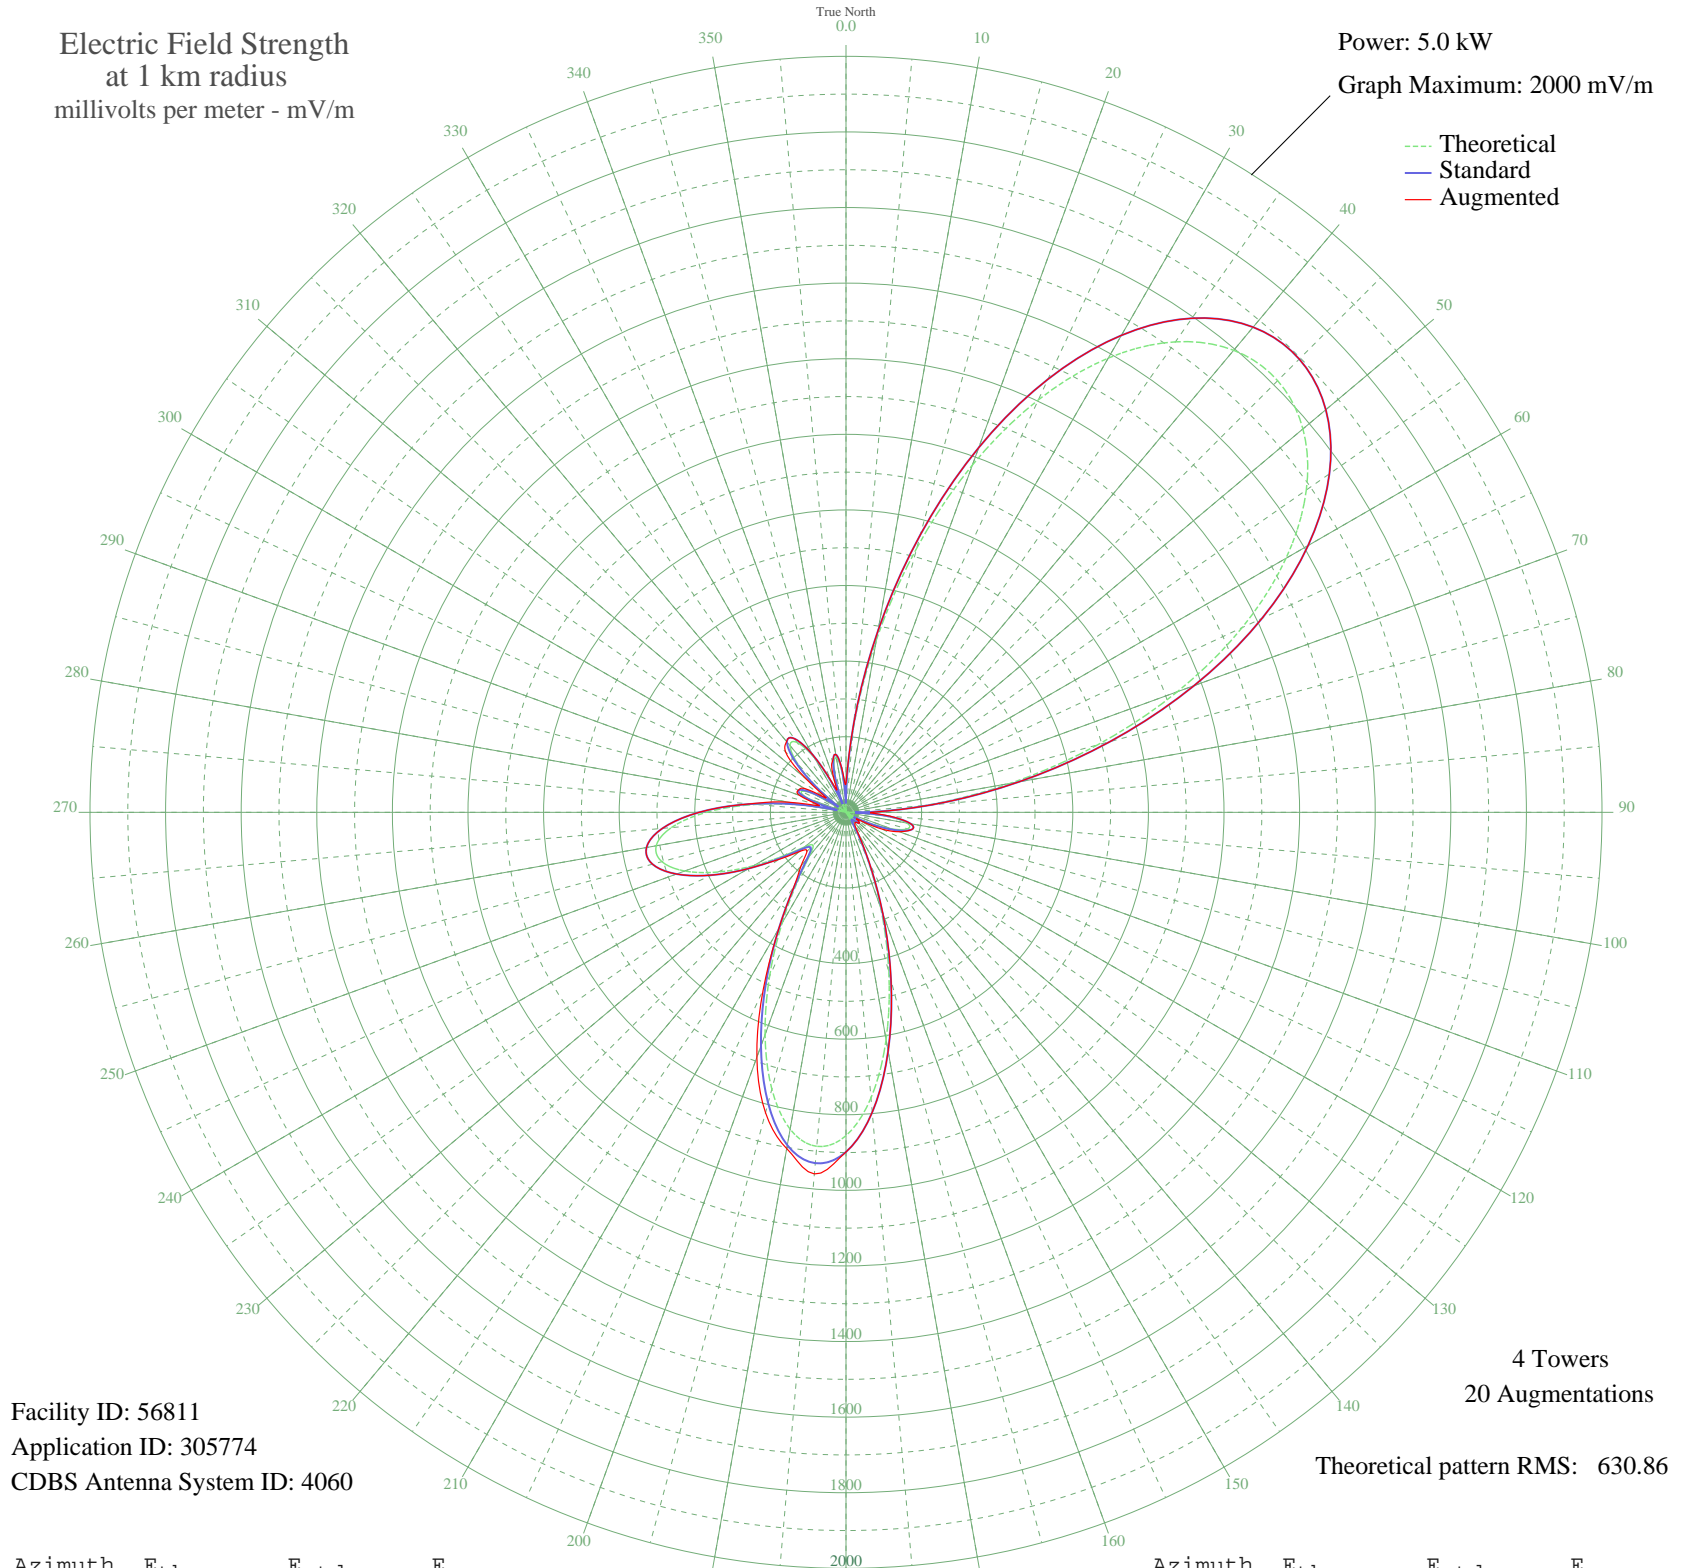 True North
Electric Field Strength
at 1 km radius
millivolts per meter - mV/m
Power: 5.0 kW
Graph Maximum: 2000 mV/m
Theoretical
Standard
Augmented
0.0
10
20
30
40
50
60
70
80
90
100
110
120
130
140
150
160
200
210
220
230
240
250
260
270
280
290
300
310
320
330
340
350
400
600
800
1000
1200
1400
1600
1800
2000
4 Towers
20 Augmentations
Theoretical pattern RMS: 630.86
Facility ID: 56811
Application ID: 305774
CDBS Antenna System ID: 4060
Azimuth E E E Azimuth E E E